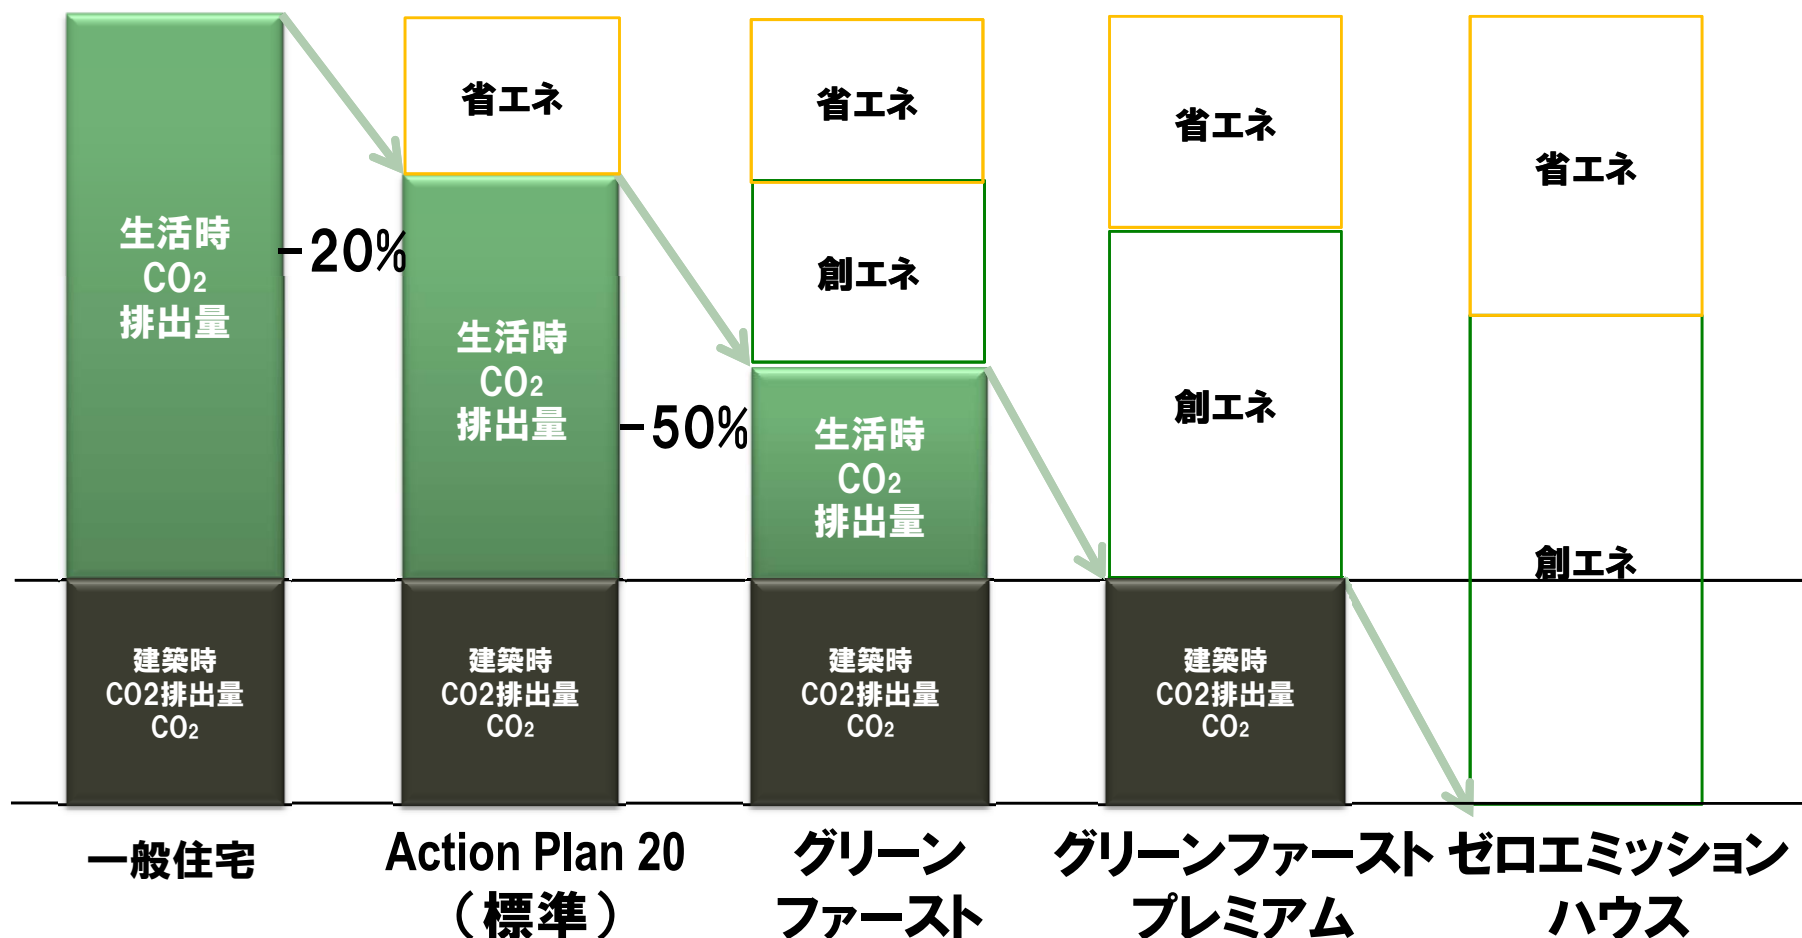 生活時
CO2
排出量
建築時
CO2排出量
CO2
一般住宅
-20%
省エネ
生活時
CO2
排出量
建築時
CO2排出量
CO2
Action Plan 20
（標準）
-50%
省エネ
創エネ
生活時
CO2
排出量
建築時
CO2排出量
CO2
グリーン
ファースト
省エネ
創エネ
建築時
CO2排出量
CO2
グリーンファースト
プレミアム
省エネ
創エネ
ゼロエミッション
ハウス